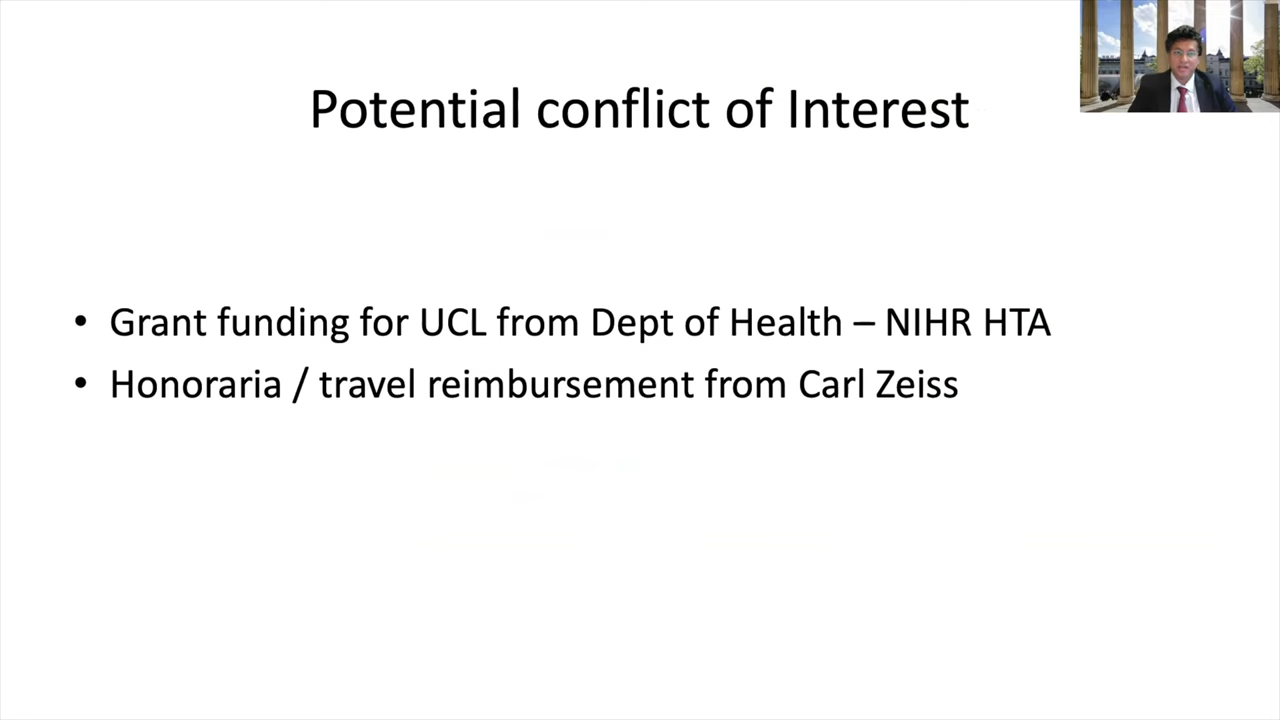 Potential conflict of Interest
• Grant funding for UCL from Dept of Health – NIHR HTA
• Honoraria / travel reimbursement from Carl Zeiss